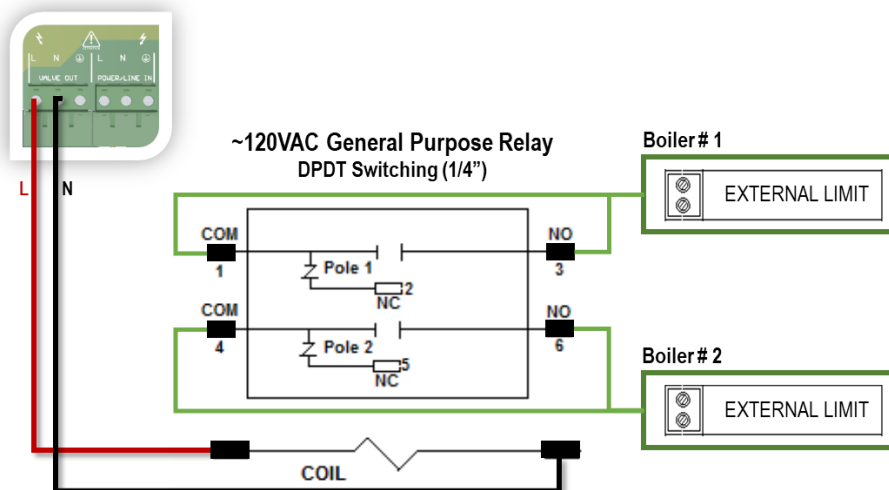 L N L N
VALVE OUT POWER/LINE IN
L N
~120VAC General Purpose Relay
DPDT Switching (1/4”)
Boiler # 1
EXTERNAL LIMIT
COM
1
Pole 1
2
NC
NO
3
COM
4
Pole 2
5
NC
NO
6
Boiler # 2
EXTERNAL LIMIT
COIL